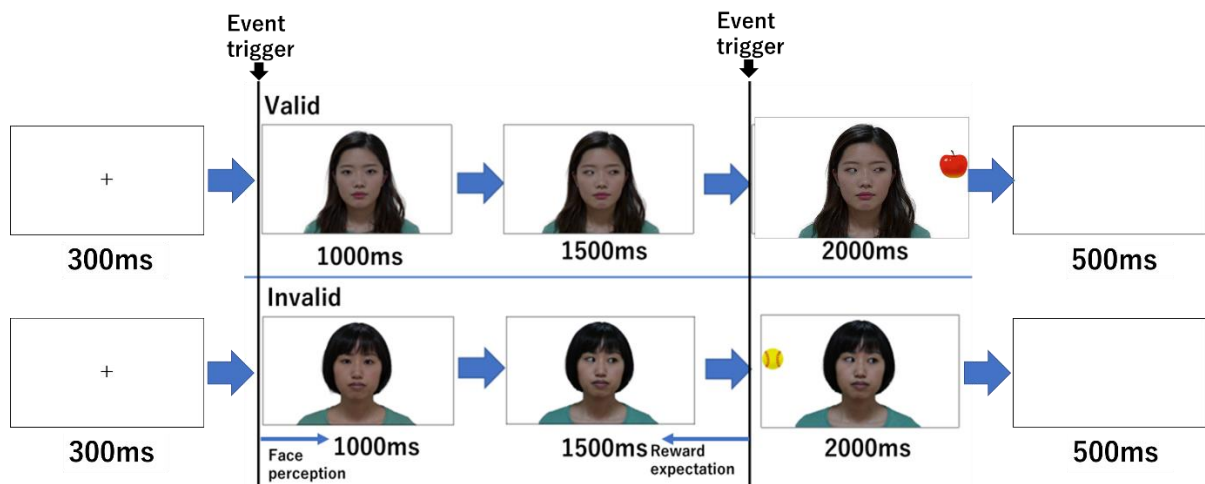 Event
trigger
Event
trigger
Valid
+
1000ms
1500ms
2000ms
300ms
500ms
Invalid
+
Face
perception
1000ms
1500ms
Reward
expectation
2000ms
300ms
500ms